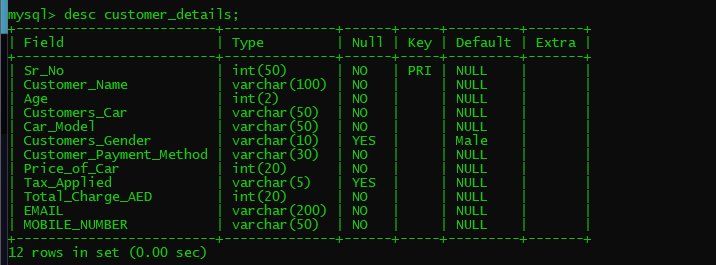 mysql> desc customer_details;
+-------------------------+--------------+------+-----+---------+-------+
| Field | Type | Null | Key | Default | Extra |
+-------------------------+--------------+------+-----+---------+-------+
| Sr_No | int(50) | NO | PRI | NULL | |
| Customer_Name | varchar(100) | NO | | NULL | |
| Age | int(2) | NO | | NULL | |
| Customers_Car | varchar(50) | NO | | NULL | |
| Car_Model | varchar(50) | NO | | NULL | |
| Customers_Gender | varchar(10) | YES | | Male | |
| Customer_Payment_Method | varchar(30) | NO | | NULL | |
| Price_of_Car | int(20) | NO | | NULL | |
| Tax_Applied | varchar(5) | YES | | NULL | |
| Total_Charge_AED | int(20) | NO | | NULL | |
| EMAIL | varchar(200) | NO | | NULL | |
| MOBILE_NUMBER | varchar(50) | NO | | NULL | |
+-------------------------+--------------+------+-----+---------+-------+
12 rows in set (0.00 sec)